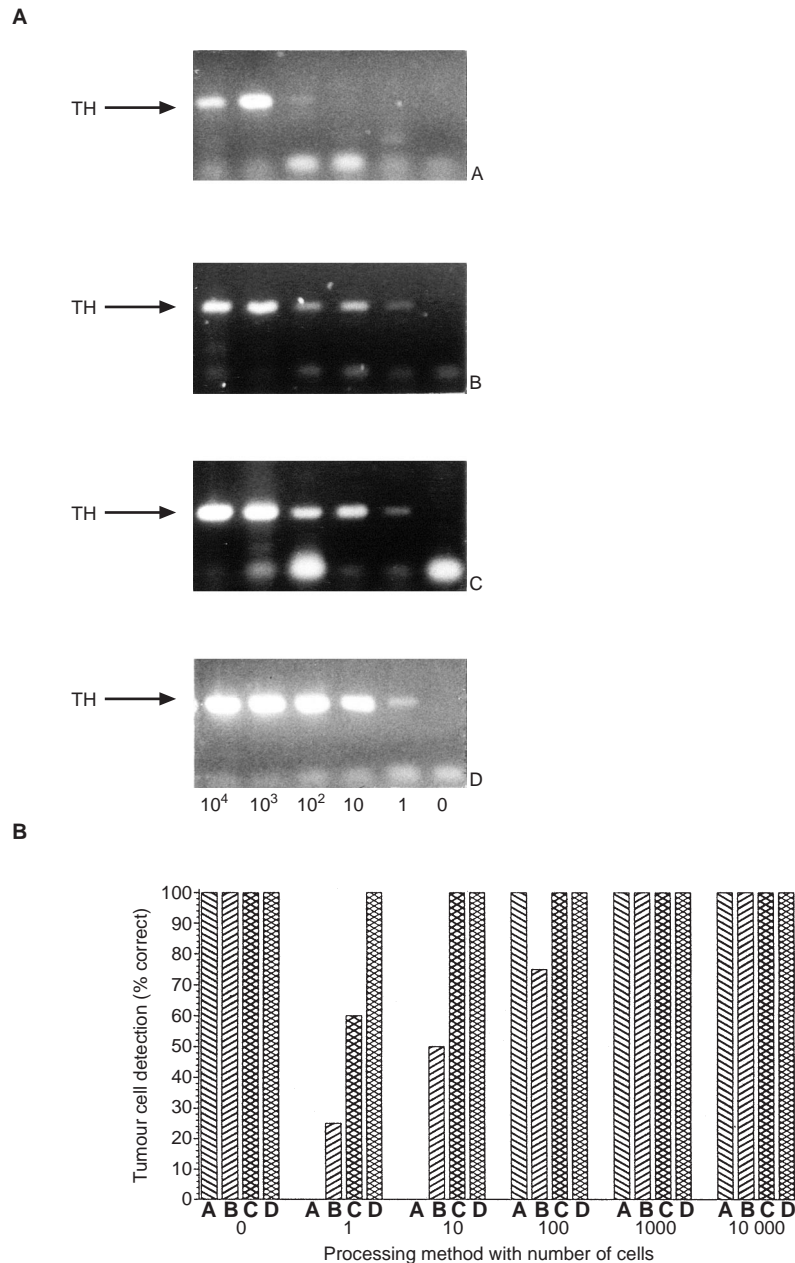 A
TH
A
TH
B
TH
C
TH
D
10⁴ 10³ 10² 10 1 0
B
Tumour cell detection (% correct)
100
90
80
70
60
50
40
30
20
10
0
A B C D A B C D A B C D A B C D A B C D A B C D
0 1 10 100 1000 10 000
Processing method with number of cells